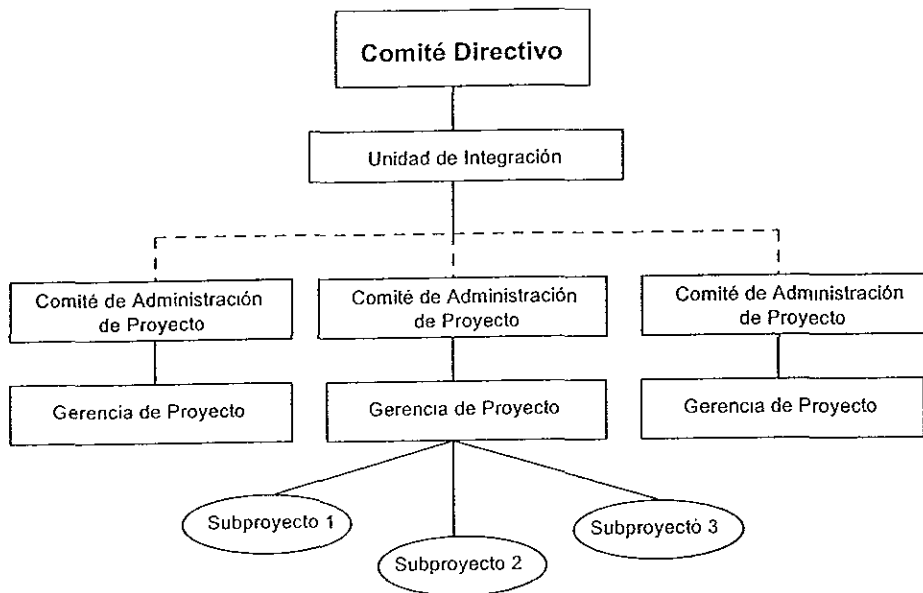 Comité Directivo
Unidad de Integración
Comité de Administración
de Proyecto
Comité de Administración
de Proyecto
Comité de Administración
de Proyecto
Gerencia de Proyecto
Gerencia de Proyecto
Gerencia de Proyecto
Subproyecto 1
Subproyecto 2
Subproyecto 3